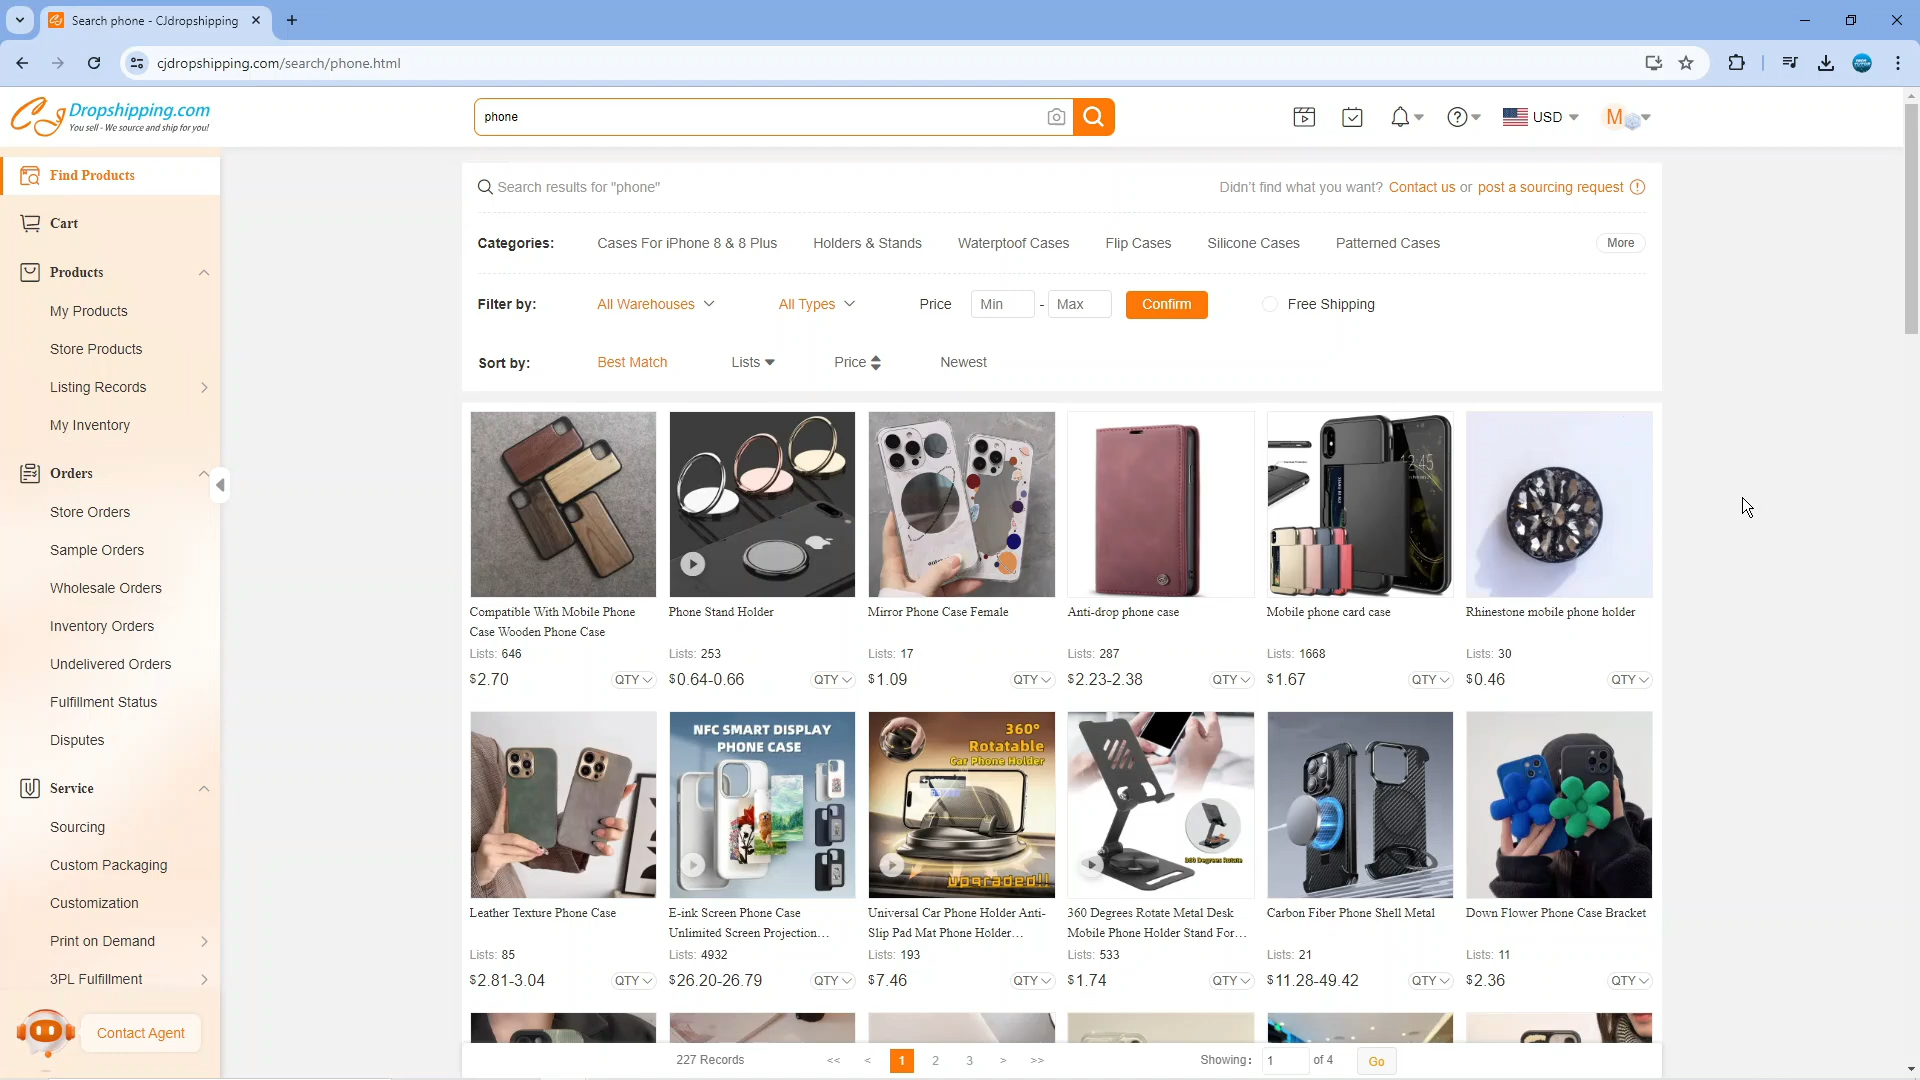 Search phone - CJdropshipping
cjdropshipping.com/search/phone.html
CJ Dropshipping.com
You sell - We source and ship for you!
phone
USD
M
Find Products
Cart
Products
My Products
Store Products
Listing Records
My Inventory
Orders
Store Orders
Sample Orders
Wholesale Orders
Inventory Orders
Undelivered Orders
Fulfillment Status
Disputes
Service
Sourcing
Custom Packaging
Customization
Print on Demand
3PL Fulfillment
Contact Agent
Search results for "phone"
Didn't find what you want? Contact us or post a sourcing request
Categories: Cases For iPhone 8 & 8 Plus Holders & Stands Waterptoof Cases Flip Cases Silicone Cases Patterned Cases More
Filter by: All Warehouses All Types Price Min - Max Confirm Free Shipping
Sort by: Best Match Lists Price Newest
12:45
Compatible With Mobile Phone
Case Wooden Phone Case
Lists: 646
$2.70 QTY
Phone Stand Holder
Lists: 253
$0.64-0.66 QTY
Mirror Phone Case Female
Lists: 17
$1.09 QTY
Anti-drop phone case
Lists: 287
$2.23-2.38 QTY
Mobile phone card case
Lists: 1668
$1.67 QTY
Rhinestone mobile phone holder
Lists: 30
$0.46 QTY
Leather Texture Phone Case
Lists: 85
$2.81-3.04 QTY
NFC SMART DISPLAY
PHONE CASE
E-ink Screen Phone Case
Unlimited Screen Projection...
Lists: 4932
$26.20-26.79 QTY
360°
Rotatable
Car Phone Holder
upgraded!!
Universal Car Phone Holder Anti-
Slip Pad Mat Phone Holder...
Lists: 193
$7.46 QTY
360 Degrees Rotate
360 Degrees Rotate Metal Desk
Mobile Phone Holder Stand For...
Lists: 533
$1.74 QTY
Carbon Fiber Phone Shell Metal
Lists: 21
$11.28-49.42 QTY
Down Flower Phone Case Bracket
Lists: 11
$2.36 QTY
227 Records << < 1 2 3 > >> Showing: 1 of 4 Go